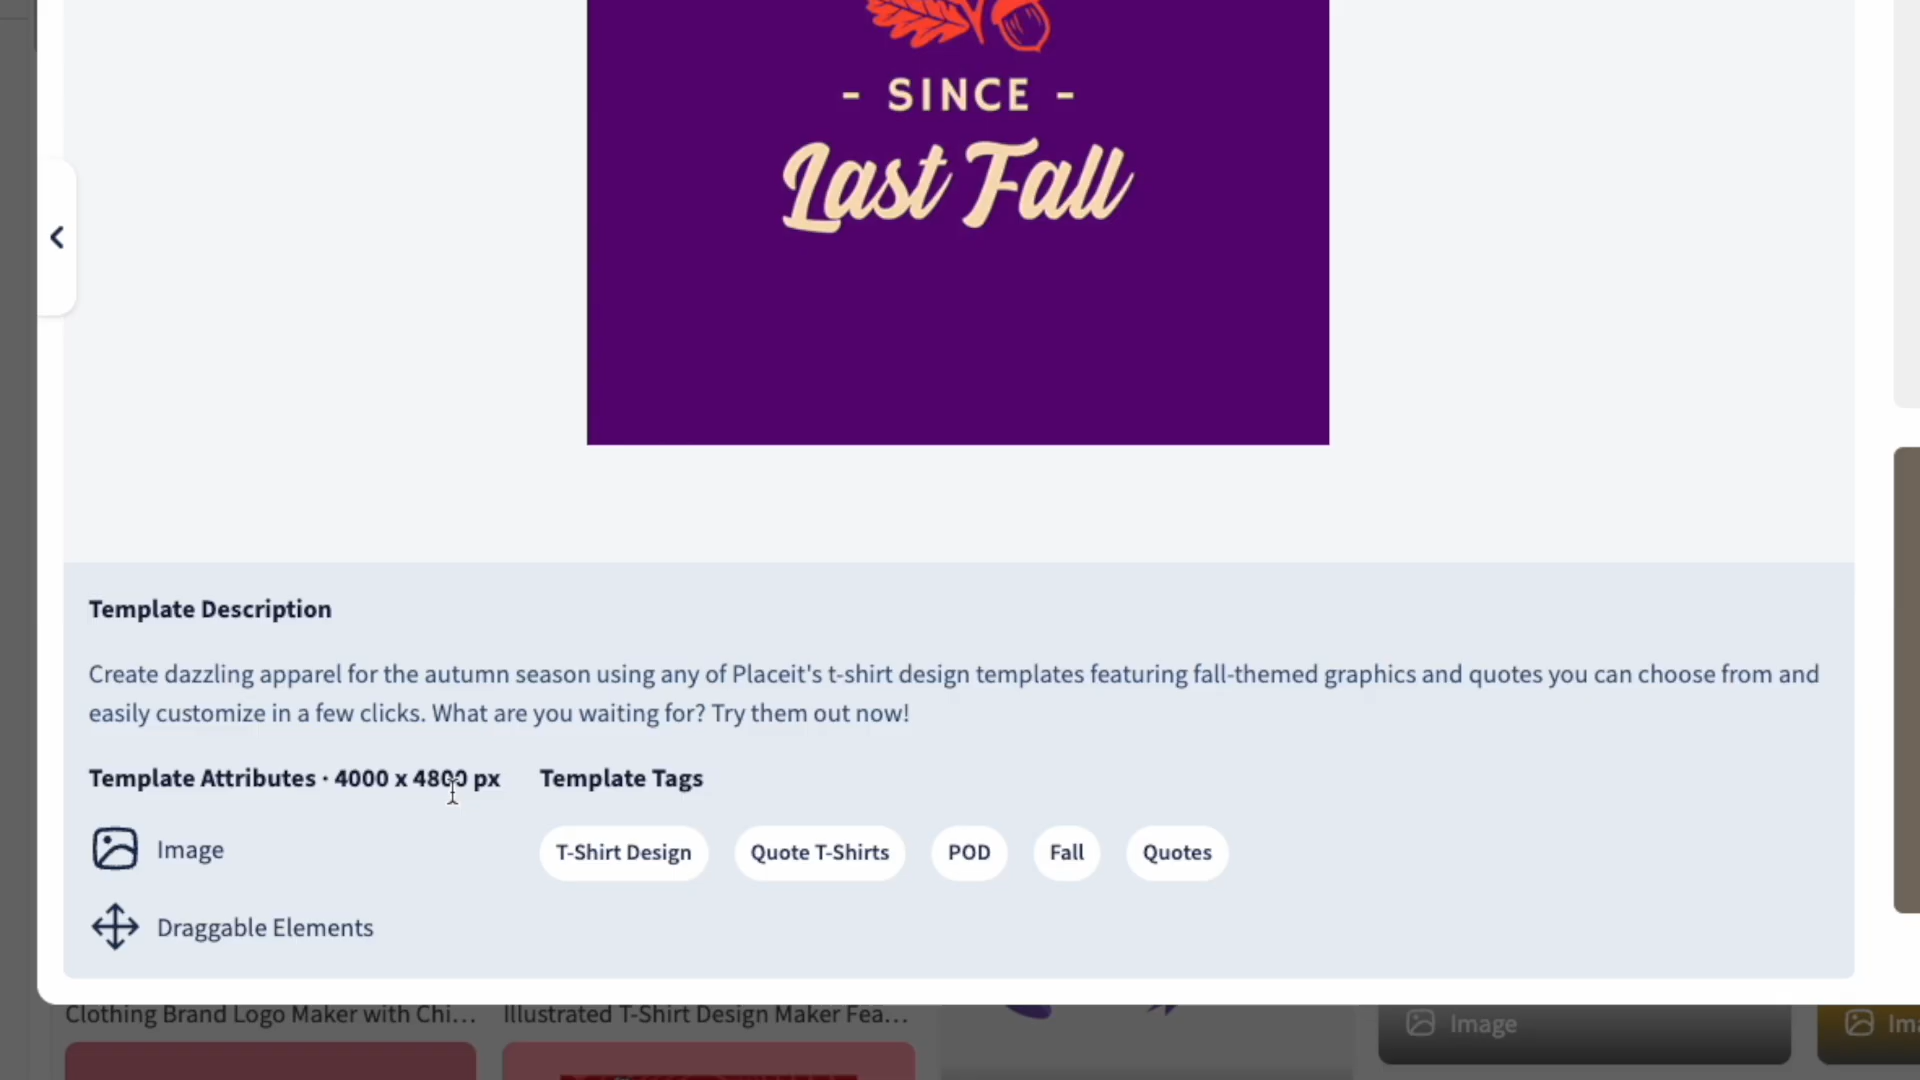 - SINCE -
Last Fall
Template Description
Create dazzling apparel for the autumn season using any of Placeit's t-shirt design templates featuring fall-themed graphics and quotes you can choose from and
easily customize in a few clicks. What are you waiting for? Try them out now!
Template Attributes · 4000 x 4800 px
Template Tags
Image
T-Shirt Design
Quote T-Shirts
POD
Fall
Quotes
Draggable Elements
Clothing Brand Logo Maker with Chi...
Illustrated T-Shirt Design Maker Fea...
Image